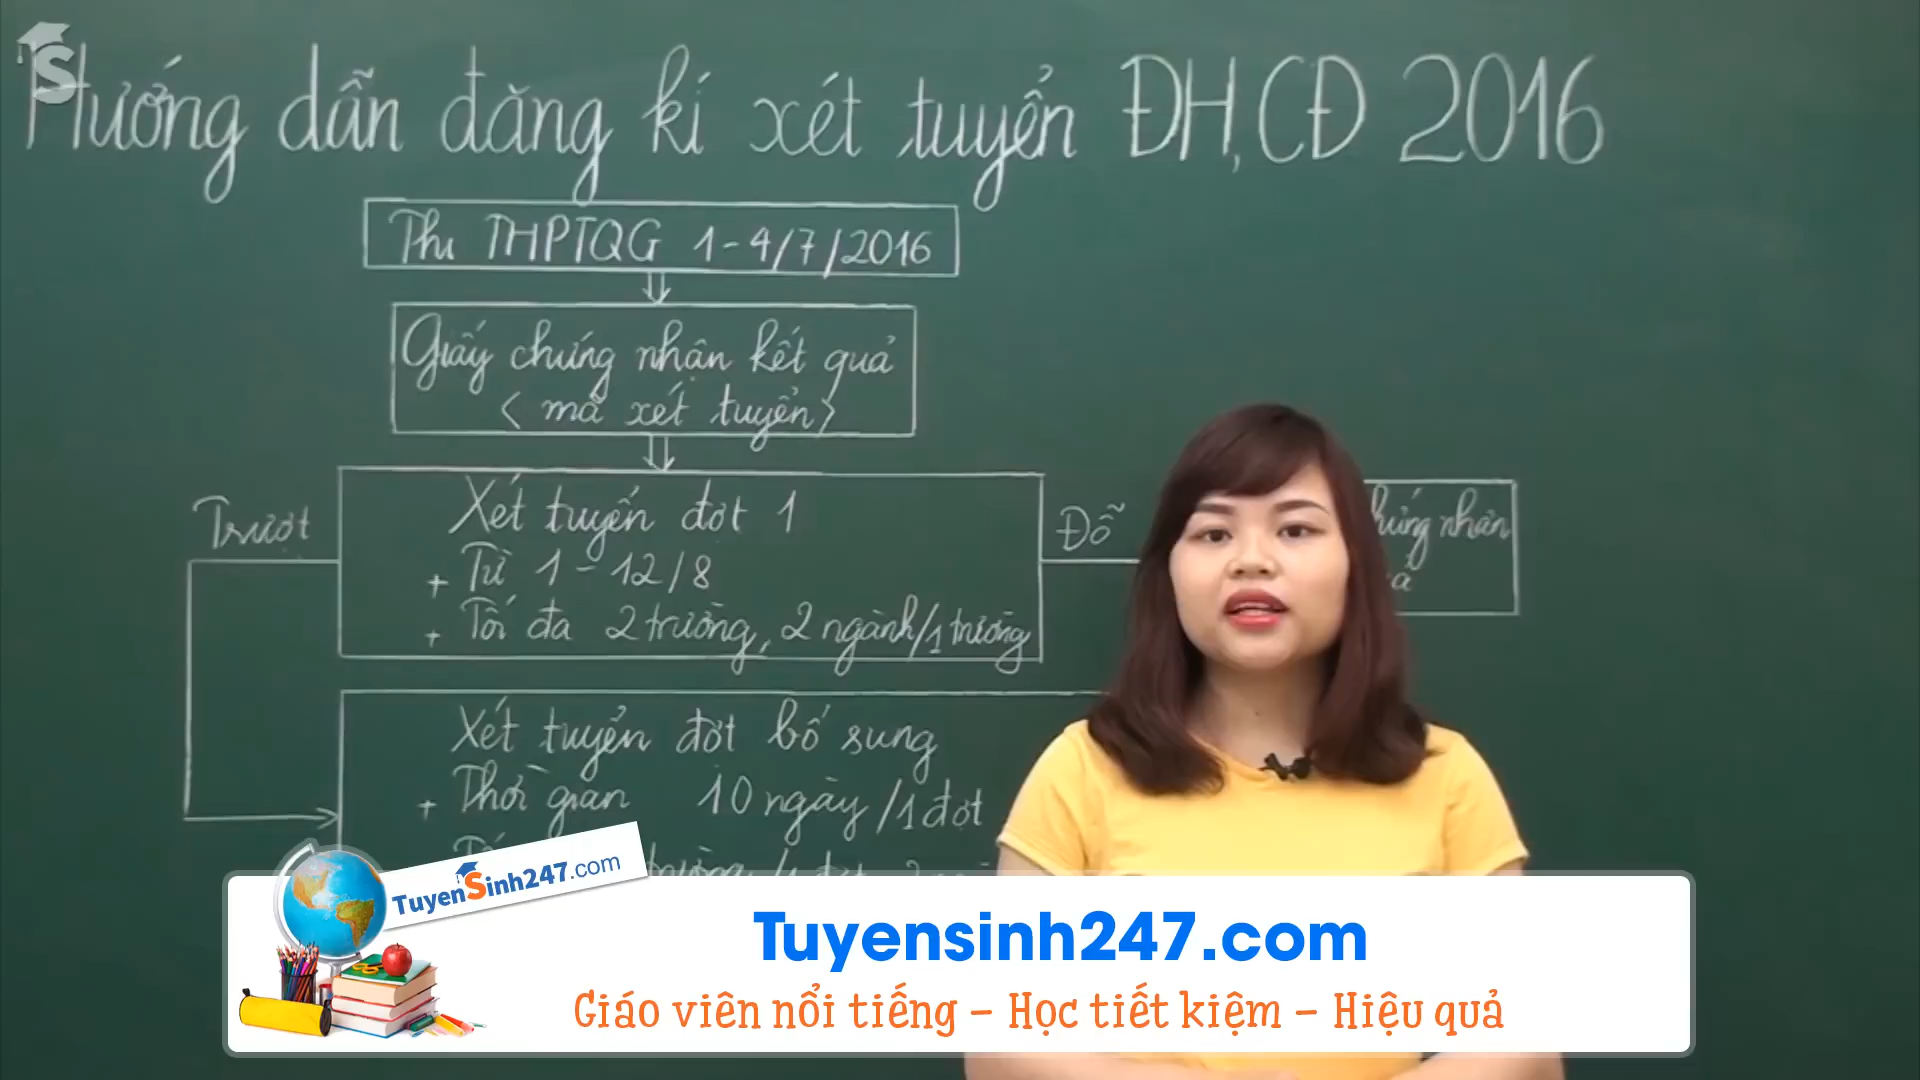 Hướng dẫn đăng kí xét tuyển ĐH, CĐ 2016
Thi THPTQG 1-4/7/2016
Giấy chứng nhận kết quả
< mã xét tuyển>
Trượt
Xét tuyển đợt 1
+ Từ 1 - 12/8
+ Tối đa 2 trường, 2 ngành/1 trường
Đỗ
nhận
Xét tuyển đợt bổ sung
+ Thời gian 10 ngày /1 đợt
TuyenSinh247.com
Tuyensinh247.com
Giáo viên nổi tiếng – Học tiết kiệm – Hiệu quả